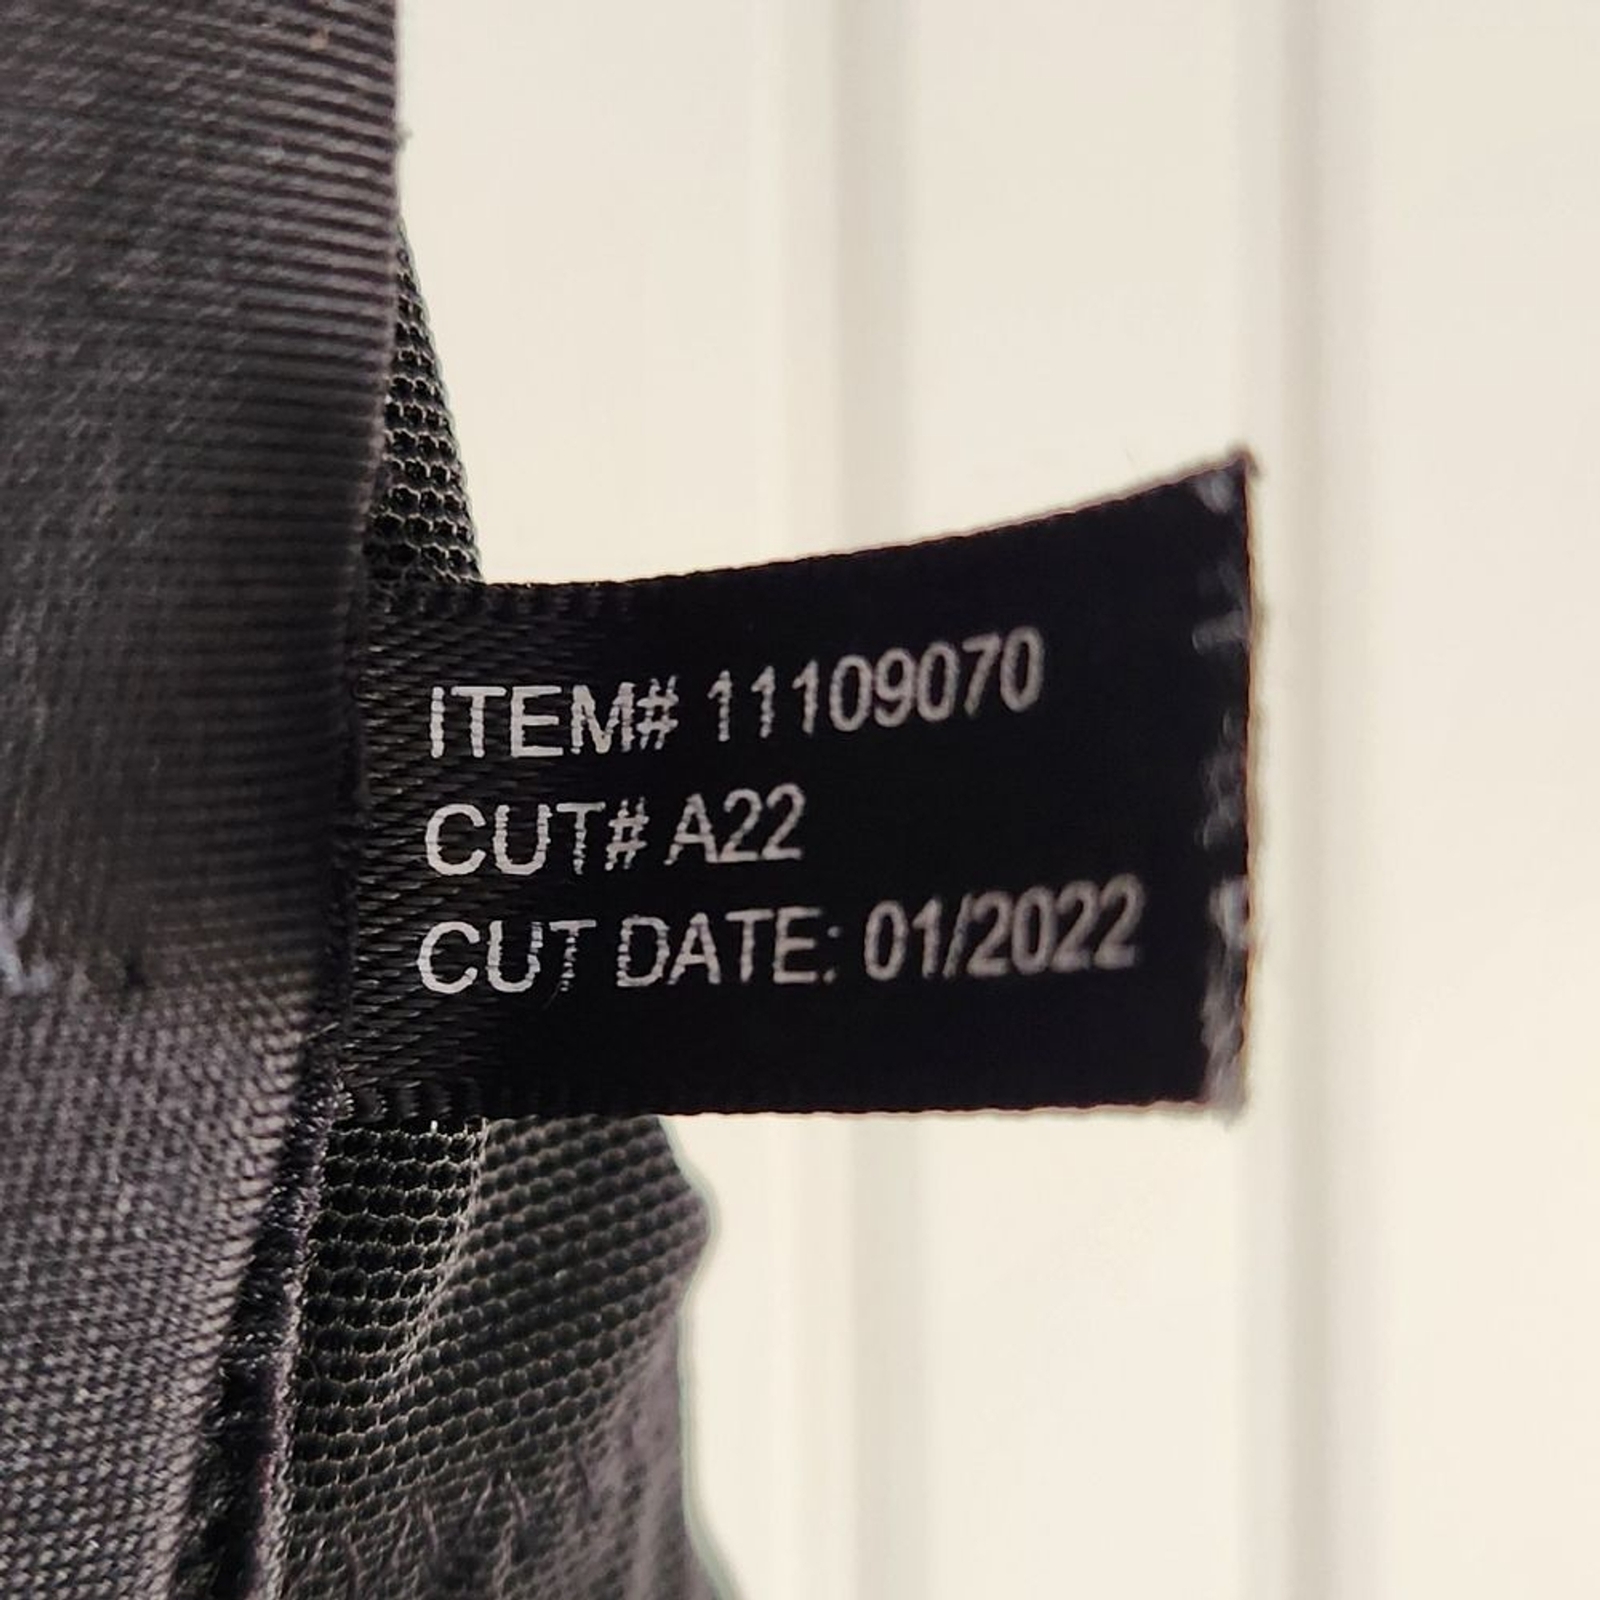 ITEM# 11109070
CUT# A22
CUT DATE: 01/2022